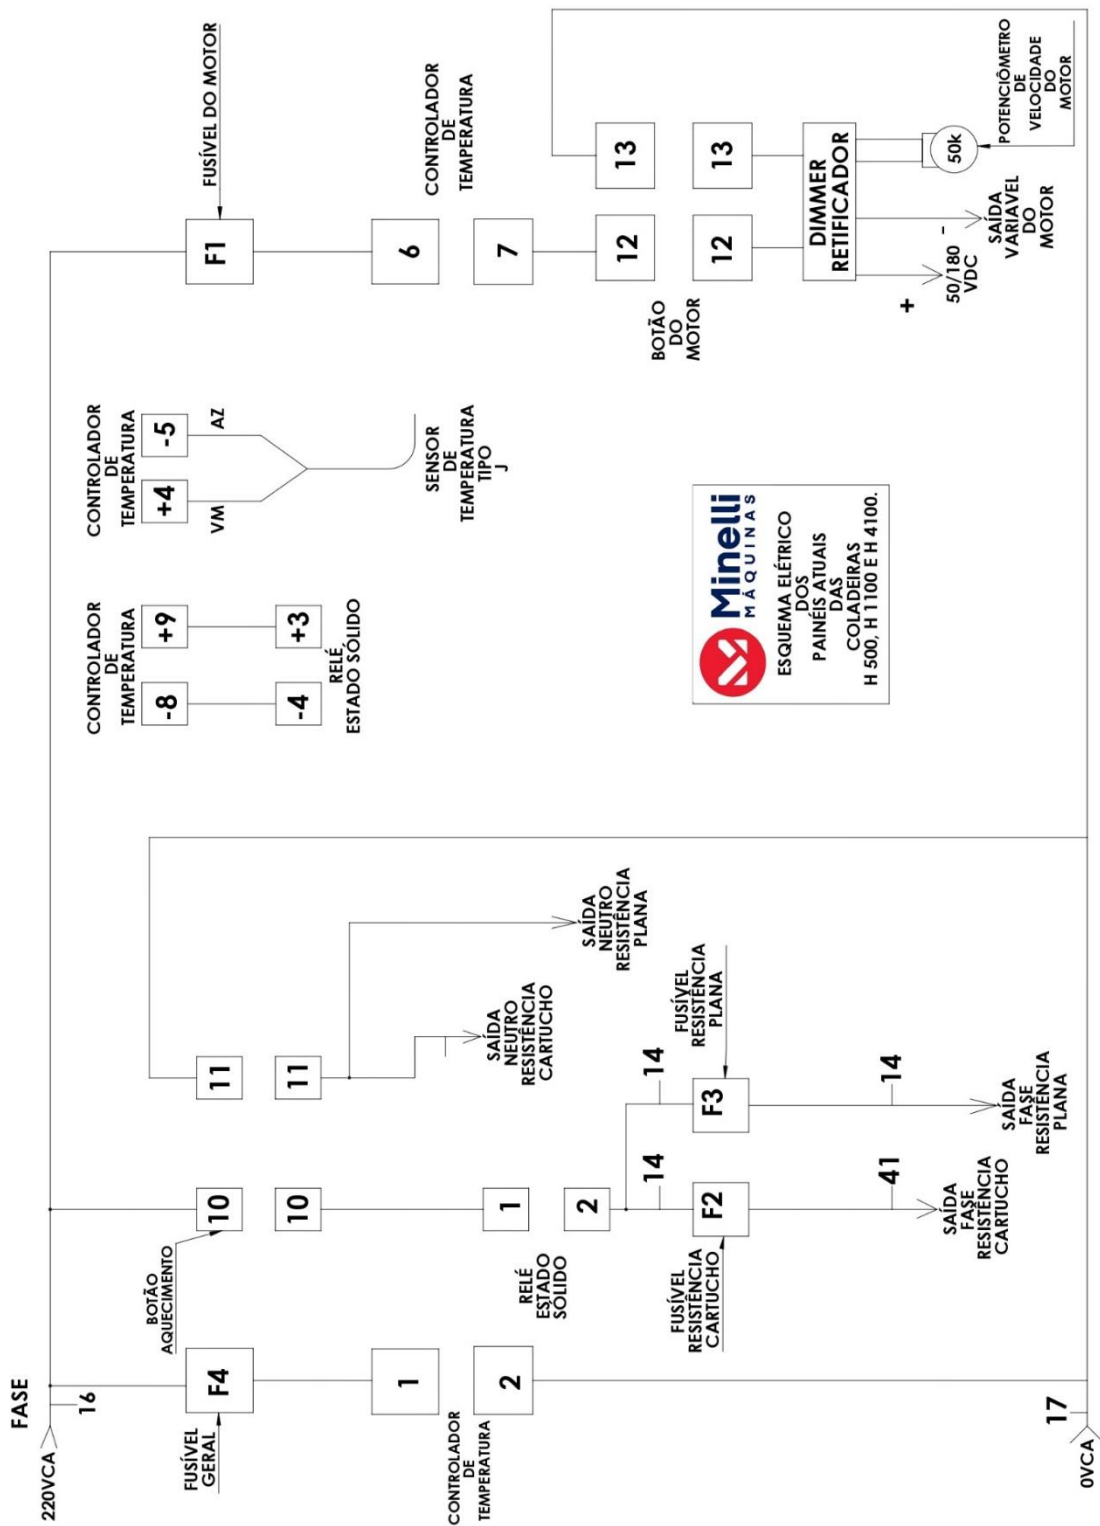 FASE
220VCA
16
FUSÍVEL
GERAL
F4
1
2
CONTROLADOR
DE
TEMPERATURA
17
0VCA
BOTÃO
AQUECIMENTO
10
11
10
11
SAÍDA
NEUTRO
RESISTÊNCIA
CARTUCHO
SAÍDA
NEUTRO
RESISTÊNCIA
PLANA
1
2
RELÉ
ESTADO
SÓLIDO
14
14
FUSÍVEL
RESISTÊNCIA
CARTUCHO
F2
F3
FUSÍVEL
RESISTÊNCIA
PLANA
41
14
SAÍDA
FASE
RESISTÊNCIA
CARTUCHO
SAÍDA
FASE
RESISTÊNCIA
PLANA
CONTROLADOR
DE
TEMPERATURA
-8
+9
-4
+3
RELÉ
ESTADO SÓLIDO
CONTROLADOR
DE
TEMPERATURA
+4
-5
VM
AZ
SENSOR
DE
TEMPERATURA
TIPO
J
Minelli
MÁQUINAS
ESQUEMA ELÉTRICO
DOS
PAINÉIS ATUAIS
DAS
COLADEIRAS
H 500, H 1100 E H 4100.
FUSÍVEL DO MOTOR
F1
6
7
CONTROLADOR
DE
TEMPERATURA
12
13
BOTÃO
DO
MOTOR
12
13
DIMMER
RETIFICADOR
50k
+
-
50/180
VDC
SAÍDA
VARIAVEL
DO
MOTOR
POTENCIÔMETRO
DE
VELOCIDADE
DO
MOTOR